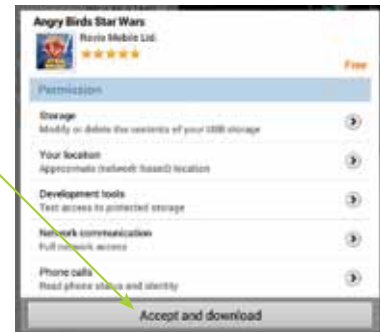 Angry Birds Star Wars
Rovio Mobile Ltd.
Free
Permission
Storage
Modify or delete the contents of your USB storage
Your location
Approximate (network-based) location
Development tools
Test access to protected storage
Network communication
Full network access
Phone calls
Read phone status and identity
Accept and download